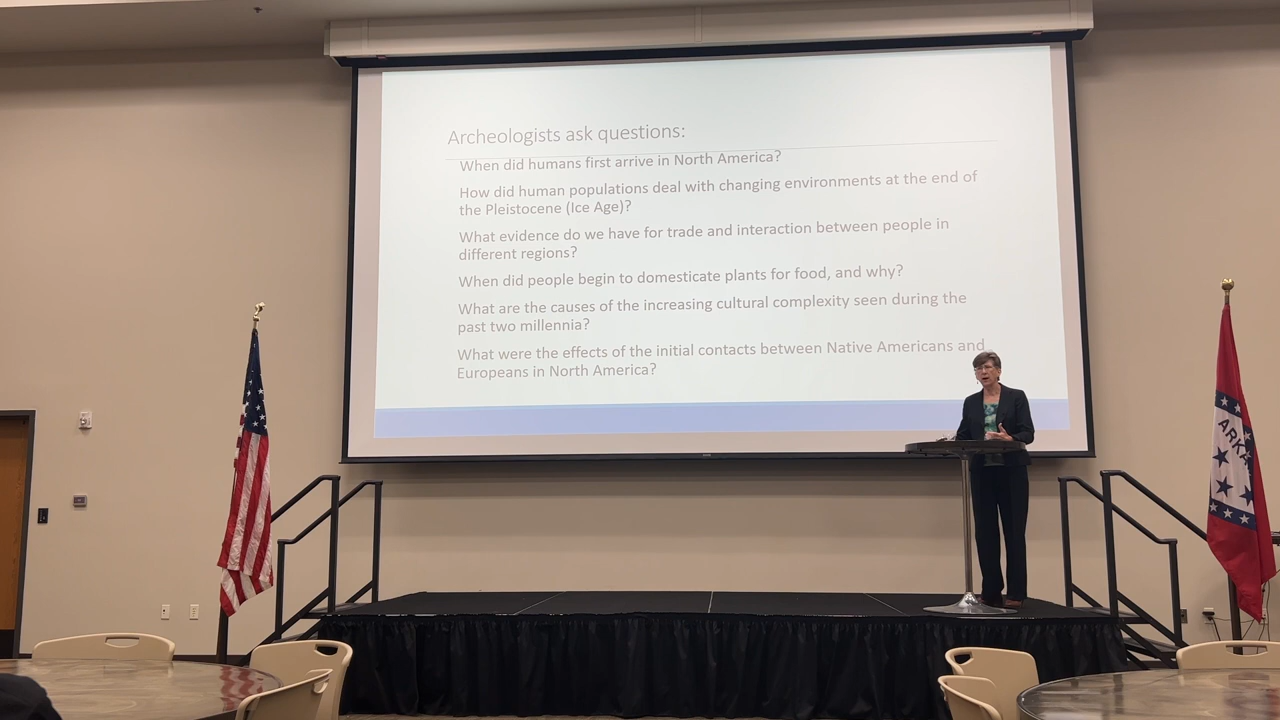 Archeologists ask questions:
When did humans first arrive in North America?
How did human populations deal with changing environments at the end of
the Pleistocene (Ice Age)?
What evidence do we have for trade and interaction between people in
different regions?
When did people begin to domesticate plants for food, and why?
What are the causes of the increasing cultural complexity seen during the
past two millennia?
What were the effects of the initial contacts between Native Americans and
Europeans in North America?
ARKA